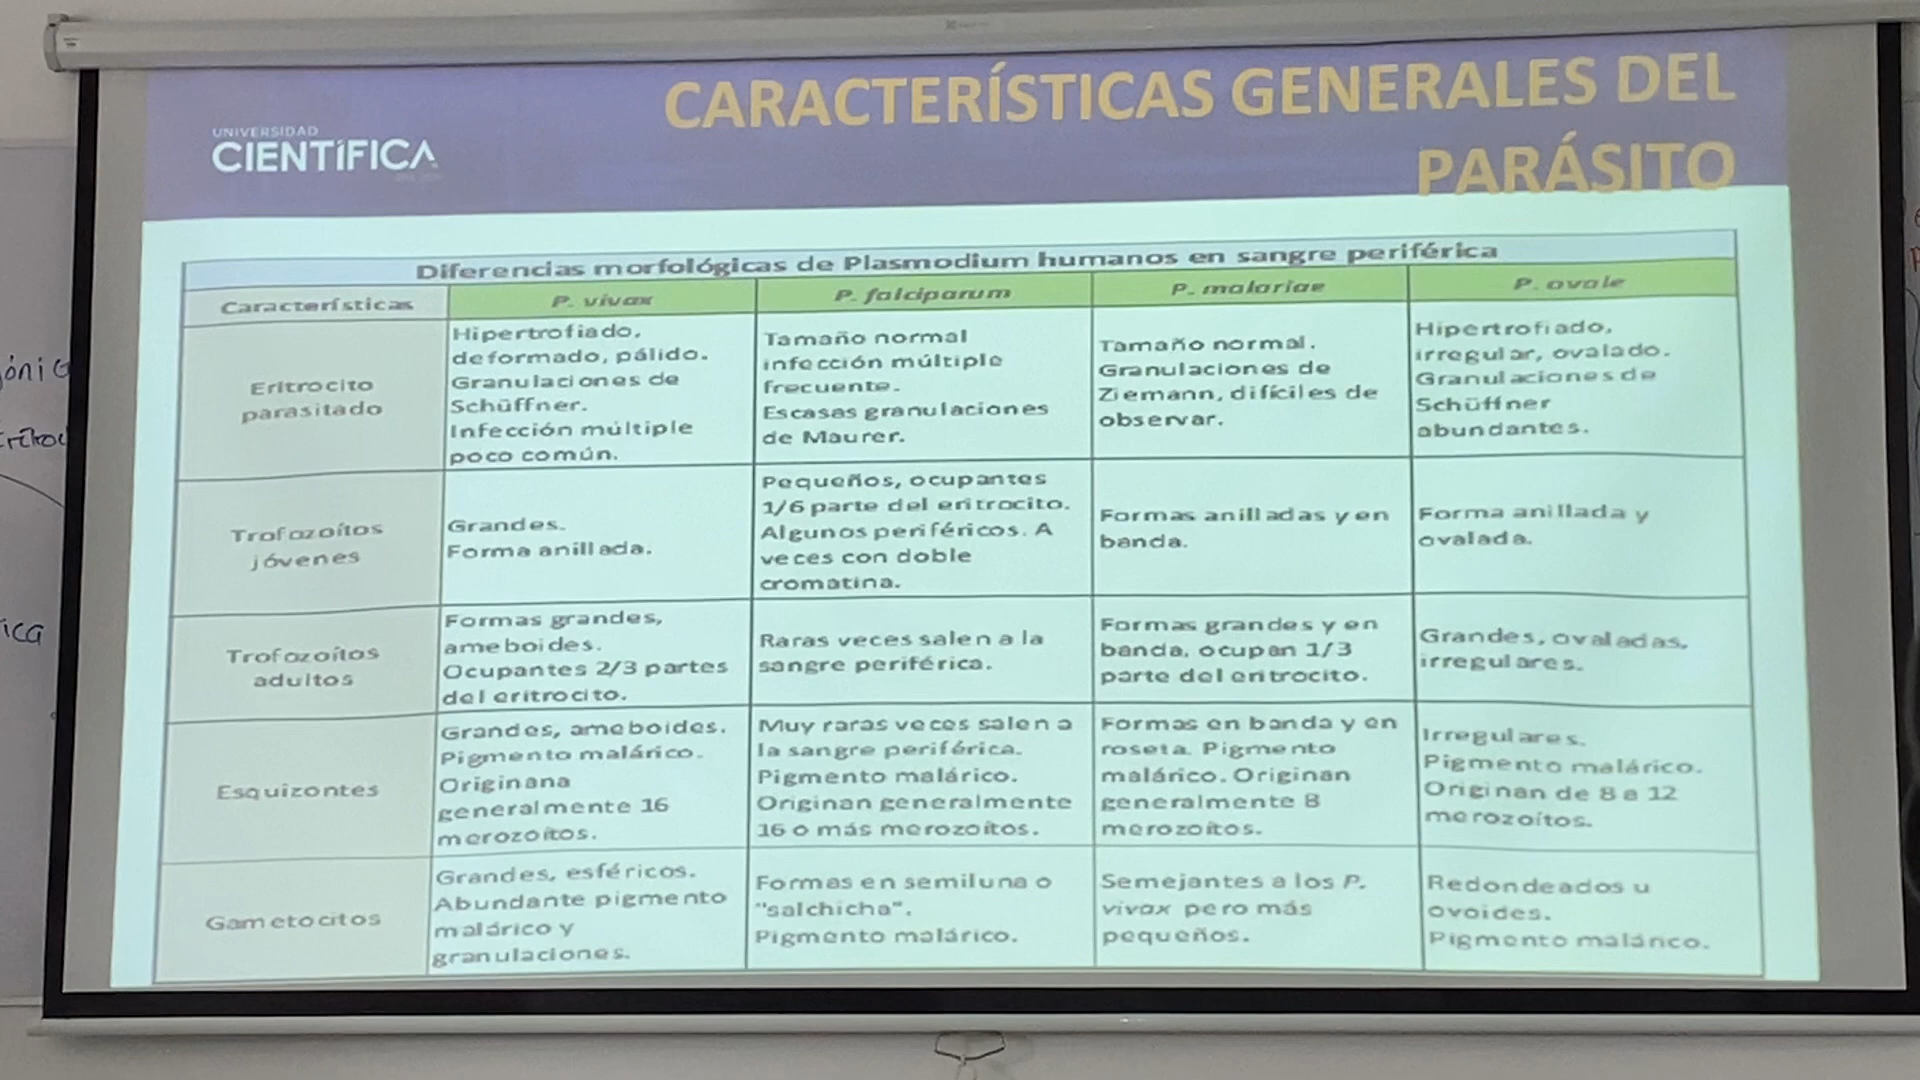 CARACTERÍSTICAS GENERALES DEL
PARÁSITO
UNIVERSIDAD
CIENTÍFICA
Diferencias morfológicas de Plasmodium humanos en sangre periférica
Características
P. vivax
P. falciparum
P. malariae
P. ovale
Eritrocito
parasitado
Hipertrofiado,
deformado, pálido.
Granulaciones de
Schüffner.
Infección múltiple
poco común.
Tamaño normal
infección múltiple
frecuente.
Escasas granulaciones
de Maurer.
Tamaño normal.
Granulaciones de
Ziemann, difíciles de
observar.
Hipertrofiado,
irregular, ovalado.
Granulaciones de
Schüffner
abundantes.
Trofozoítos
jóvenes
Grandes.
Forma anillada.
Pequeños, ocupantes
1/6 parte del eritrocito.
Algunos periféricos. A
veces con doble
cromatina.
Formas anilladas y en
banda.
Forma anillada y
ovalada.
Trofozoítos
adultos
Formas grandes,
ameboides.
Ocupantes 2/3 partes
del eritrocito.
Raras veces salen a la
sangre periférica.
Formas grandes y en
banda, ocupan 1/3
parte del eritrocito.
Grandes, ovaladas,
irregulares.
Esquizontes
Grandes, ameboides.
Pigmento malárico.
Originana
generalmente 16
merozoítos.
Muy raras veces salen a
la sangre periférica.
Pigmento malárico.
Originan generalmente
16 o más merozoítos.
Formas en banda y en
roseta. Pigmento
malárico. Originan
generalmente 8
merozoítos.
Irregulares.
Pigmento malárico.
Originan de 8 a 12
merozoítos.
Gametocitos
Grandes, esféricos.
Abundante pigmento
malárico y
granulaciones.
Formas en semiluna o
"salchicha".
Pigmento malárico.
Semejantes a los P.
vivax pero más
pequeños.
Redondeados u
ovoides.
Pigmento malárico.